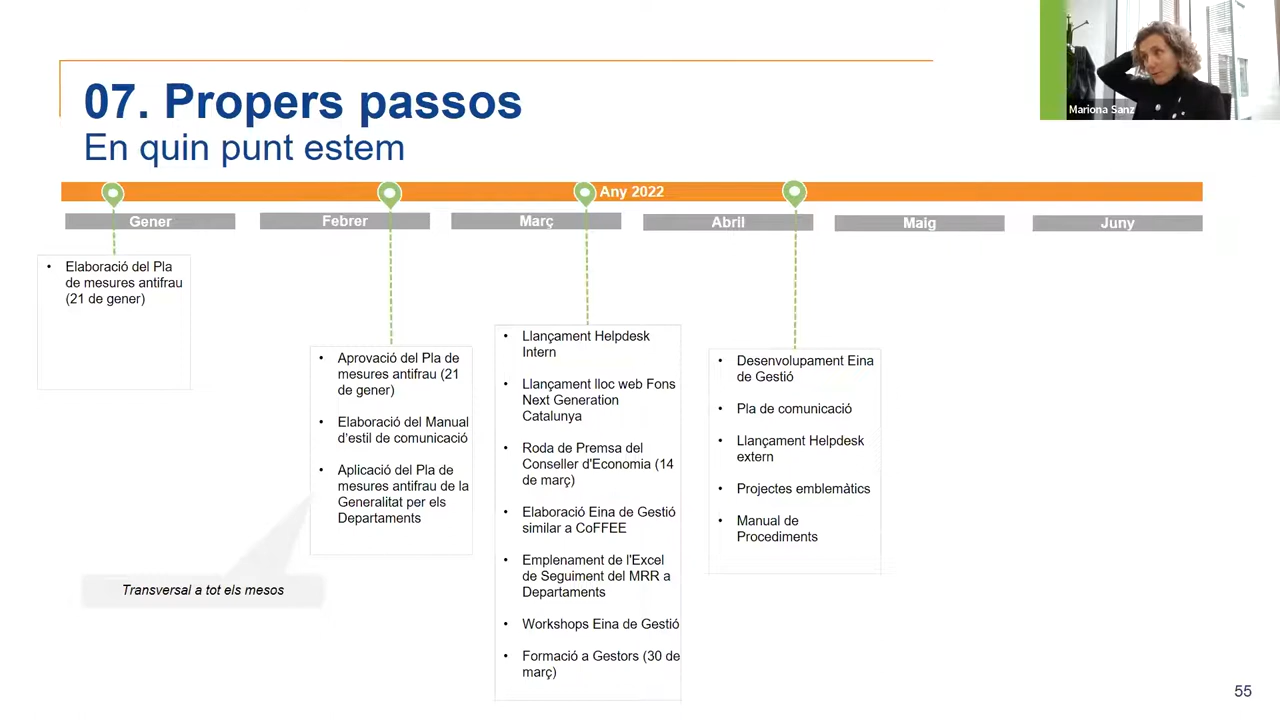 07. Propers passos
En quin punt estem
Mariona Sanz
Any 2022
Gener
Febrer
Març
Abril
Maig
Juny
• Elaboració del Pla
de mesures antifrau
(21 de gener)
• Aprovació del Pla de
mesures antifrau (21
de gener)
• Elaboració del Manual
d'estil de comunicació
• Aplicació del Pla de
mesures antifrau de la
Generalitat per els
Departaments
Transversal a tot els mesos
• Llançament Helpdesk
Intern
• Llançament lloc web Fons
Next Generation
Catalunya
• Roda de Premsa del
Conseller d'Economia (14
de març)
• Elaboració Eina de Gestió
similar a CoFFEE
• Emplenament de l'Excel
de Seguiment del MRR a
Departaments
• Workshops Eina de Gestió
• Formació a Gestors (30 de
març)
• Desenvolupament Eina
de Gestió
• Pla de comunicació
• Llançament Helpdesk
extern
• Projectes emblemàtics
• Manual de
Procediments
55